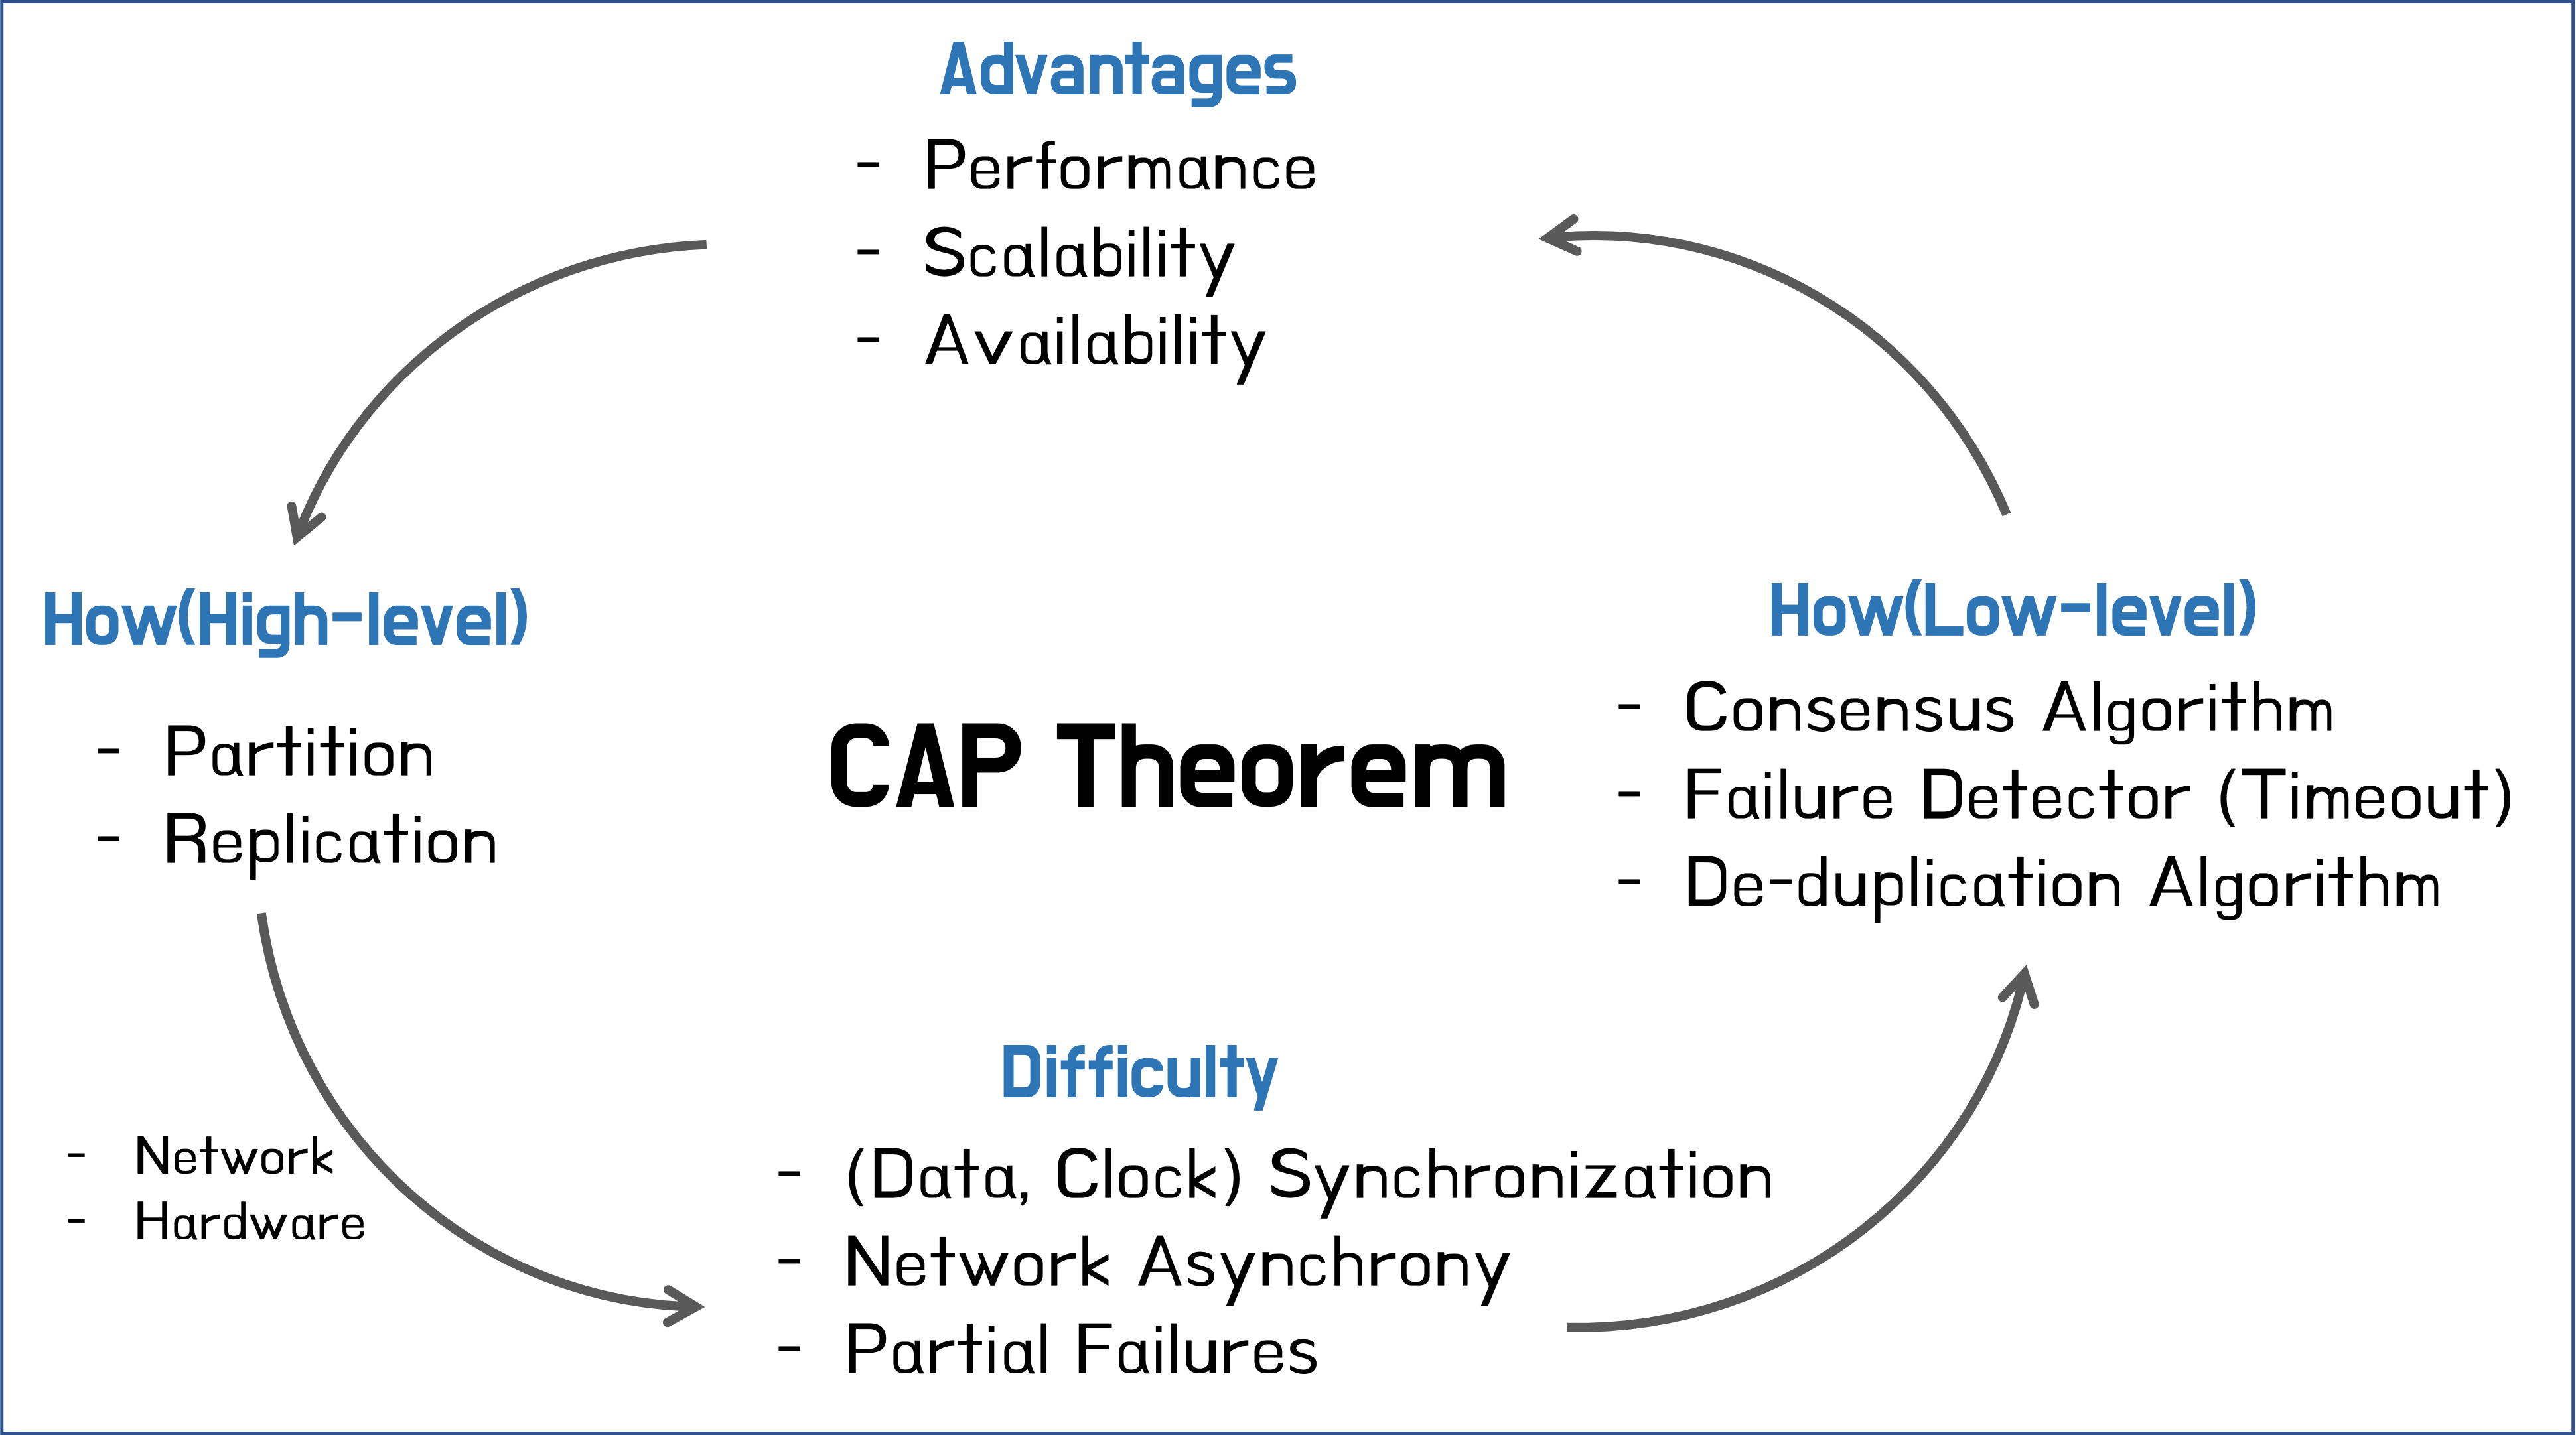 Advantages
- Performance
- Scalability
- Availability
How(High-level)
- Partition
- Replication
CAP Theorem
How(Low-level)
- Consensus Algorithm
- Failure Detector (Timeout)
- De-duplication Algorithm
- Network
- Hardware
Difficulty
- (Data, Clock) Synchronization
- Network Asynchrony
- Partial Failures